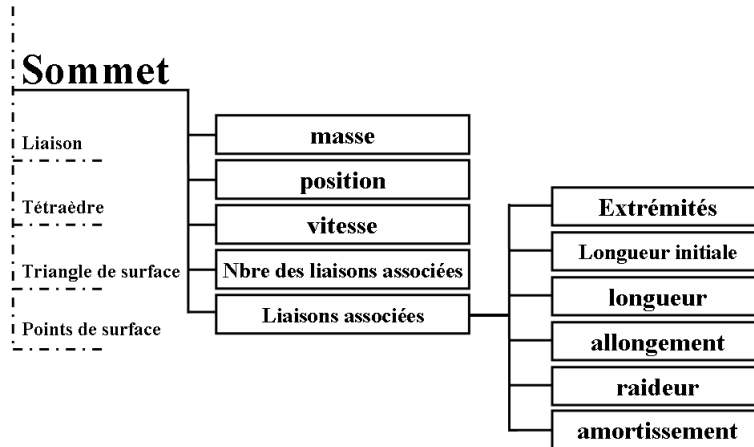 Sommet
Liaison
Tétraèdre
Triangle de surface
Points de surface
masse
position
vitesse
Nbre des liaisons associées
Liaisons associées
Extrémités
Longueur initiale
longueur
allongement
raideur
amortissement